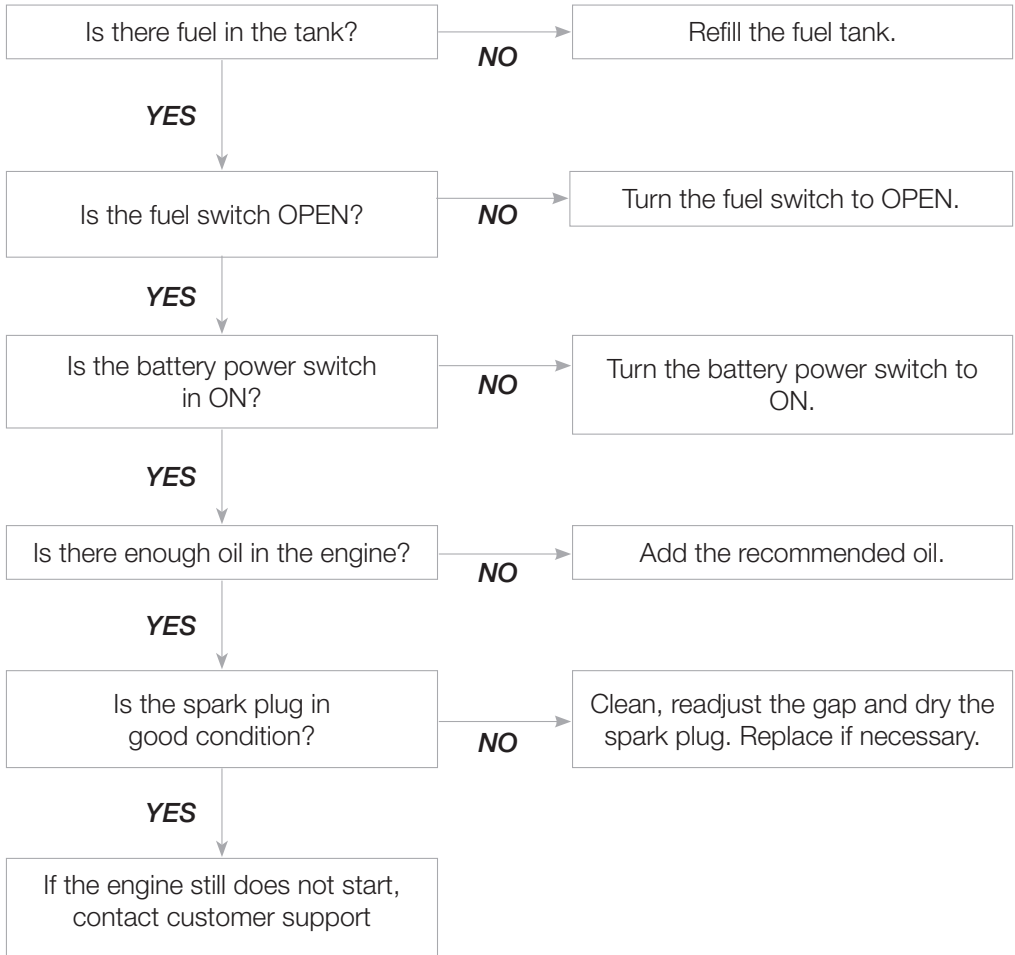 Is there fuel in the tank?
NO
Refill the fuel tank.
YES
Is the fuel switch OPEN?
NO
Turn the fuel switch to OPEN.
YES
Is the battery power switch
in ON?
NO
Turn the battery power switch to
ON.
YES
Is there enough oil in the engine?
NO
Add the recommended oil.
YES
Is the spark plug in
good condition?
NO
Clean, readjust the gap and dry the
spark plug. Replace if necessary.
YES
If the engine still does not start,
contact customer support